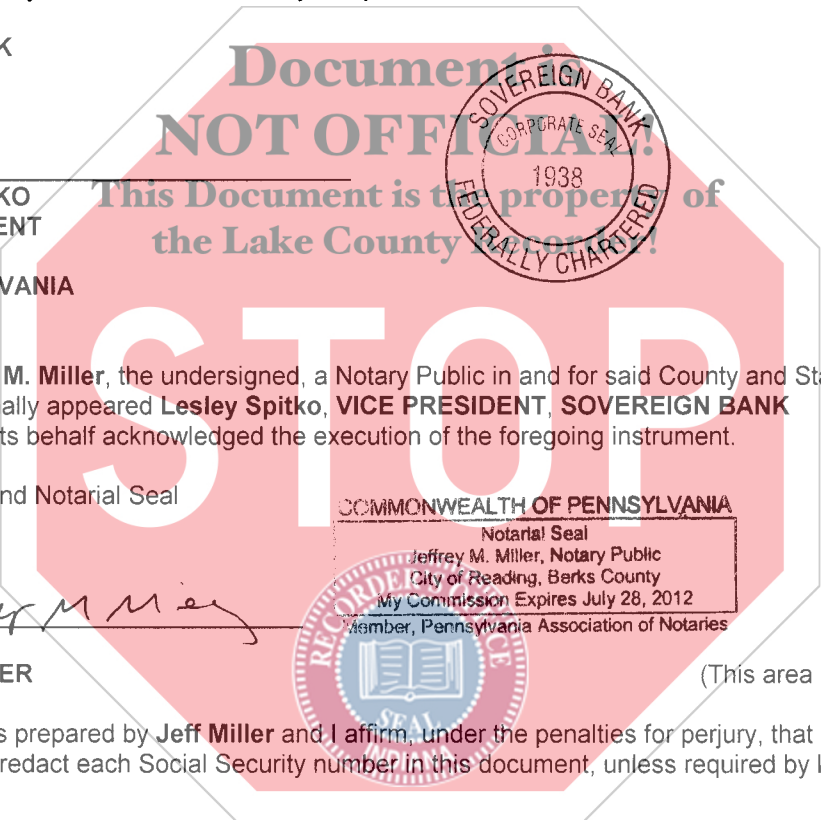 K
Document is
NOT OFFICIAL!
This Document is the property of
the Lake County Recorder!
SOVEREIGN BANK
CORPORATE SEAL
1938
FEDERALLY CHARTERED
KO
ENT
VANIA
STOP
M. Miller, the undersigned, a Notary Public in and for said County and Sta
ally appeared Lesley Spitko, VICE PRESIDENT, SOVEREIGN BANK
ts behalf acknowledged the execution of the foregoing instrument.
nd Notarial Seal
COMMONWEALTH OF PENNSYLVANIA
Notarial Seal
Jeffrey M. Miller, Notary Public
City of Reading, Berks County
My Commission Expires July 28, 2012
Member, Pennsylvania Association of Notaries
ER
(This area
SEAL
INDIANA
s prepared by Jeff Miller and I affirm, under the penalties for perjury, that
redact each Social Security number in this document, unless required by